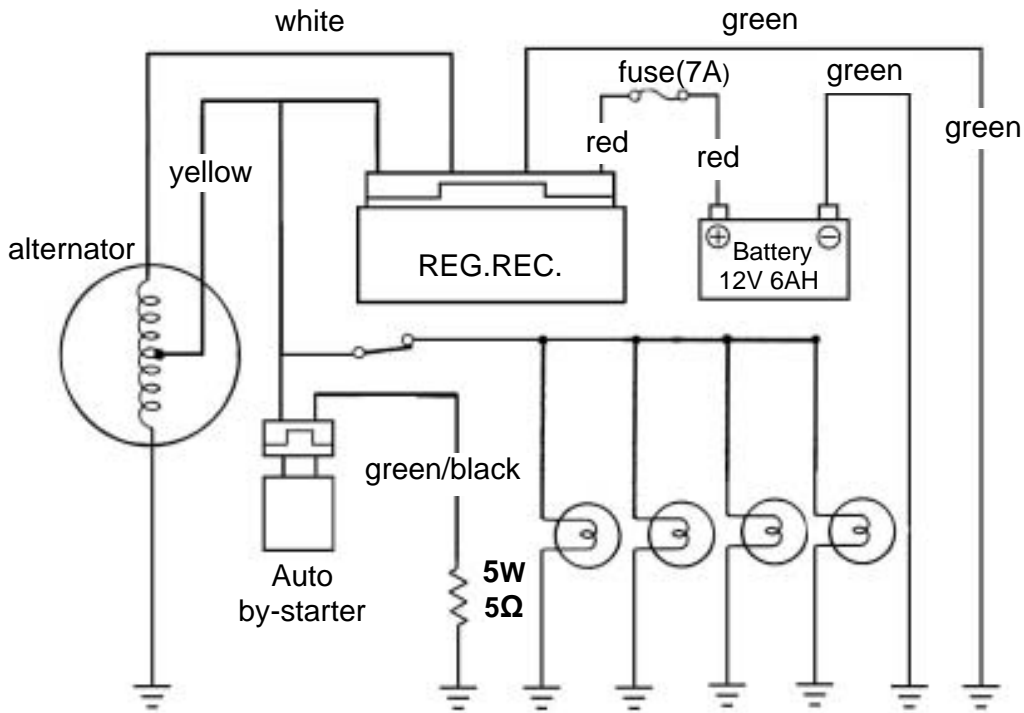 white
green
fuse(7A)
green
green
red
red
yellow
alternator
REG.REC.
Battery
12V 6AH
green/black
5W
5Ω
Auto
by-starter